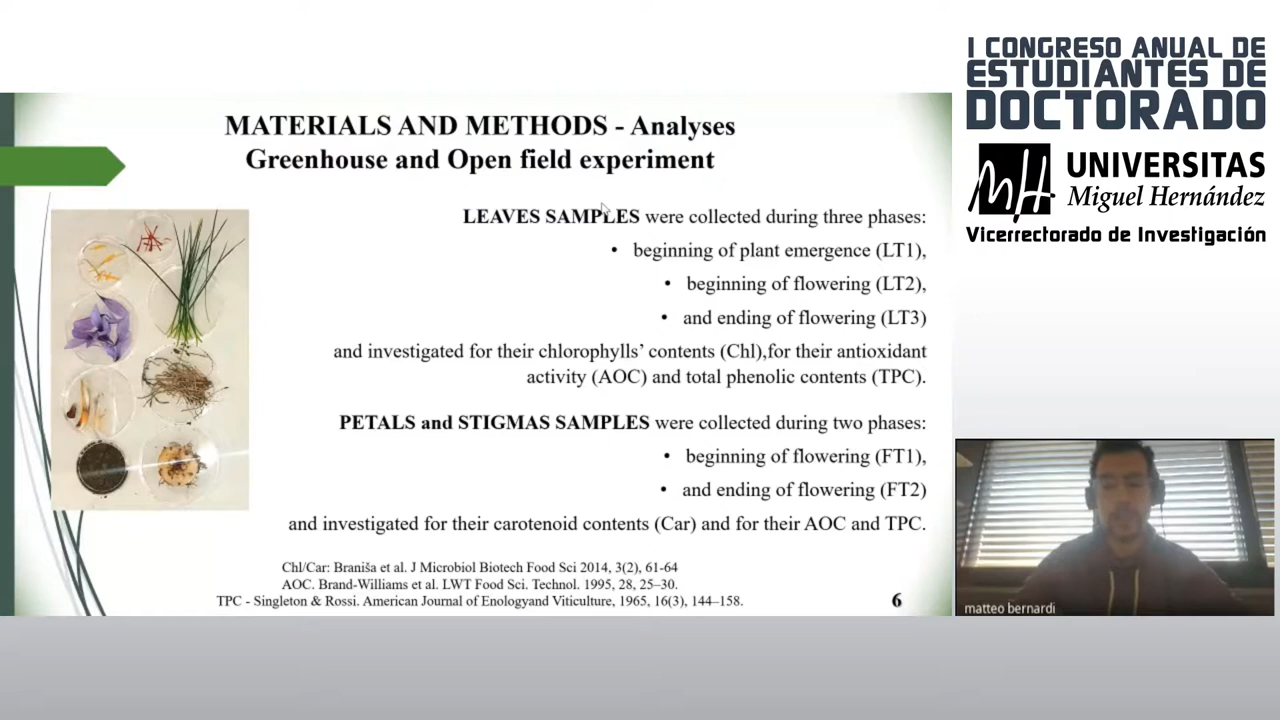 MATERIALS AND METHODS - Analyses
Greenhouse and Open field experiment
LEAVES SAMPLES were collected during three phases:
• beginning of plant emergence (LT1),
• beginning of flowering (LT2),
• and ending of flowering (LT3)
and investigated for their chlorophylls’ contents (Chl),for their antioxidant
activity (AOC) and total phenolic contents (TPC).
PETALS and STIGMAS SAMPLES were collected during two phases:
• beginning of flowering (FT1),
• and ending of flowering (FT2)
and investigated for their carotenoid contents (Car) and for their AOC and TPC.
Chl/Car: Braniša et al. J Microbiol Biotech Food Sci 2014, 3(2), 61-64
AOC. Brand-Williams et al. LWT Food Sci. Technol. 1995, 28, 25–30.
TPC - Singleton & Rossi. American Journal of Enologyand Viticulture, 1965, 16(3), 144–158.
6
I CONGRESO ANUAL DE
ESTUDIANTES DE
DOCTORADO
UNIVERSITAS
Miguel Hernández
Vicerrectorado de Investigación
matteo bernardi